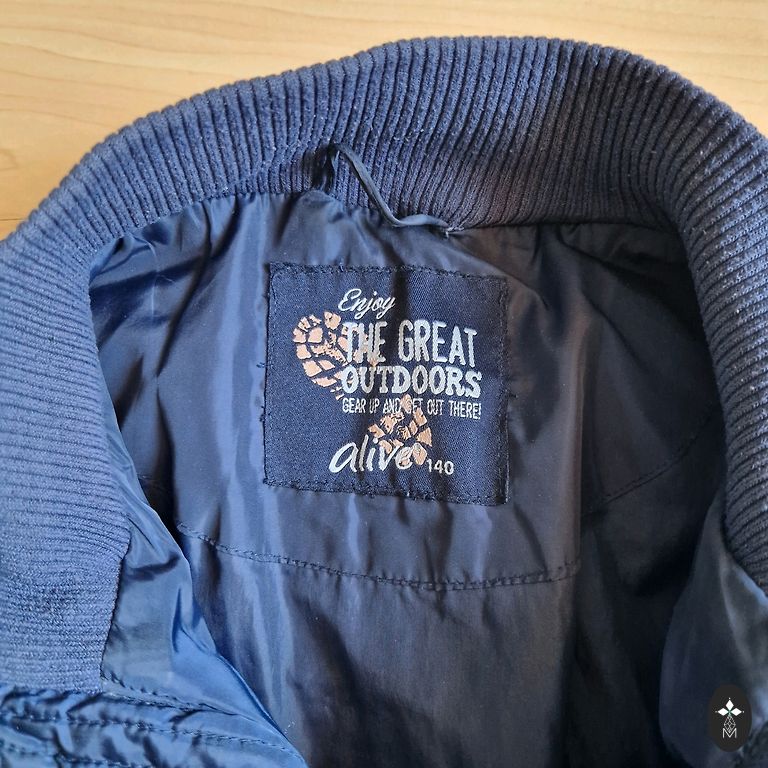 Enjoy
THE GREAT
OUTDOORS
GEAR UP AND GET OUT THERE!
alive 140
M